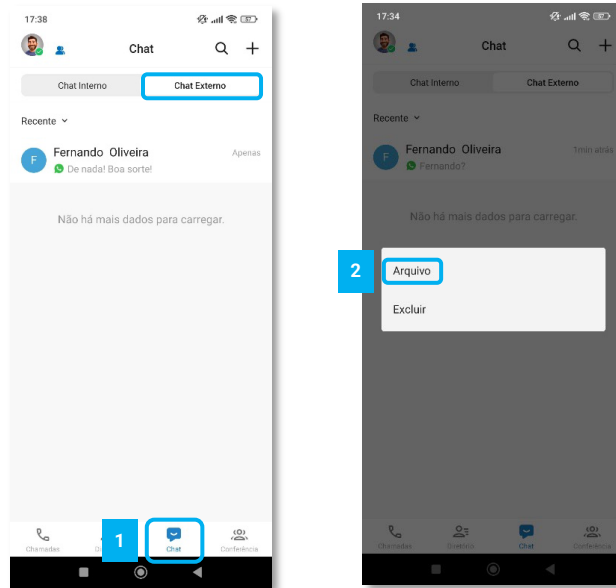 17:38
57
Chat
Chat Interno
Chat Externo
Recente
F
Fernando Oliveira
Apenas
De nada! Boa sorte!
Não há mais dados para carregar.
1
Chamadas
Chat
Conferência
17:34
57
Chat
Chat Interno
Chat Externo
Recente
F
Fernando Oliveira
1min atrás
Fernando?
Não há mais dados para carregar.
2
Arquivo
Excluir
Chamadas
Diretório
Chat
Conferência